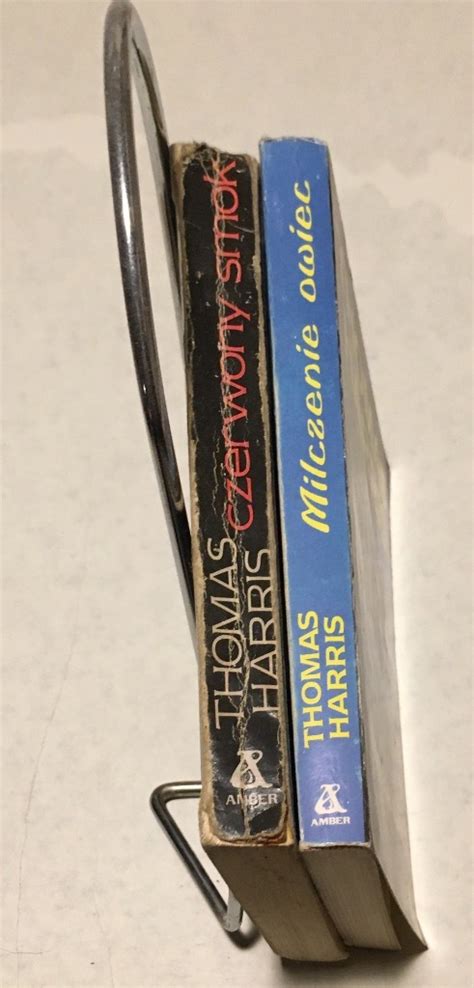 THOMAS
HARRIS
czerwony smok
AMBER
THOMAS
HARRIS
Milczenie owiec
AMBER